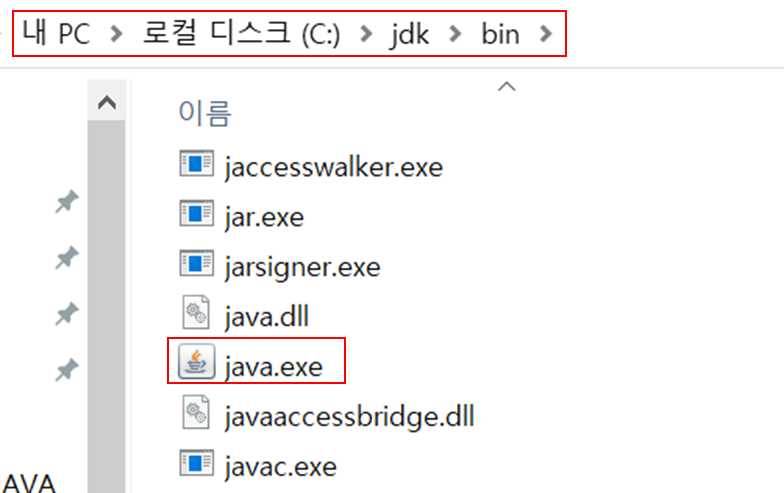 내 PC > 로컬 디스크 (C:) > jdk > bin >
이름
jaccesswalker.exe
jar.exe
jarsigner.exe
java.dll
java.exe
javaaccessbridge.dll
javac.exe
AVA